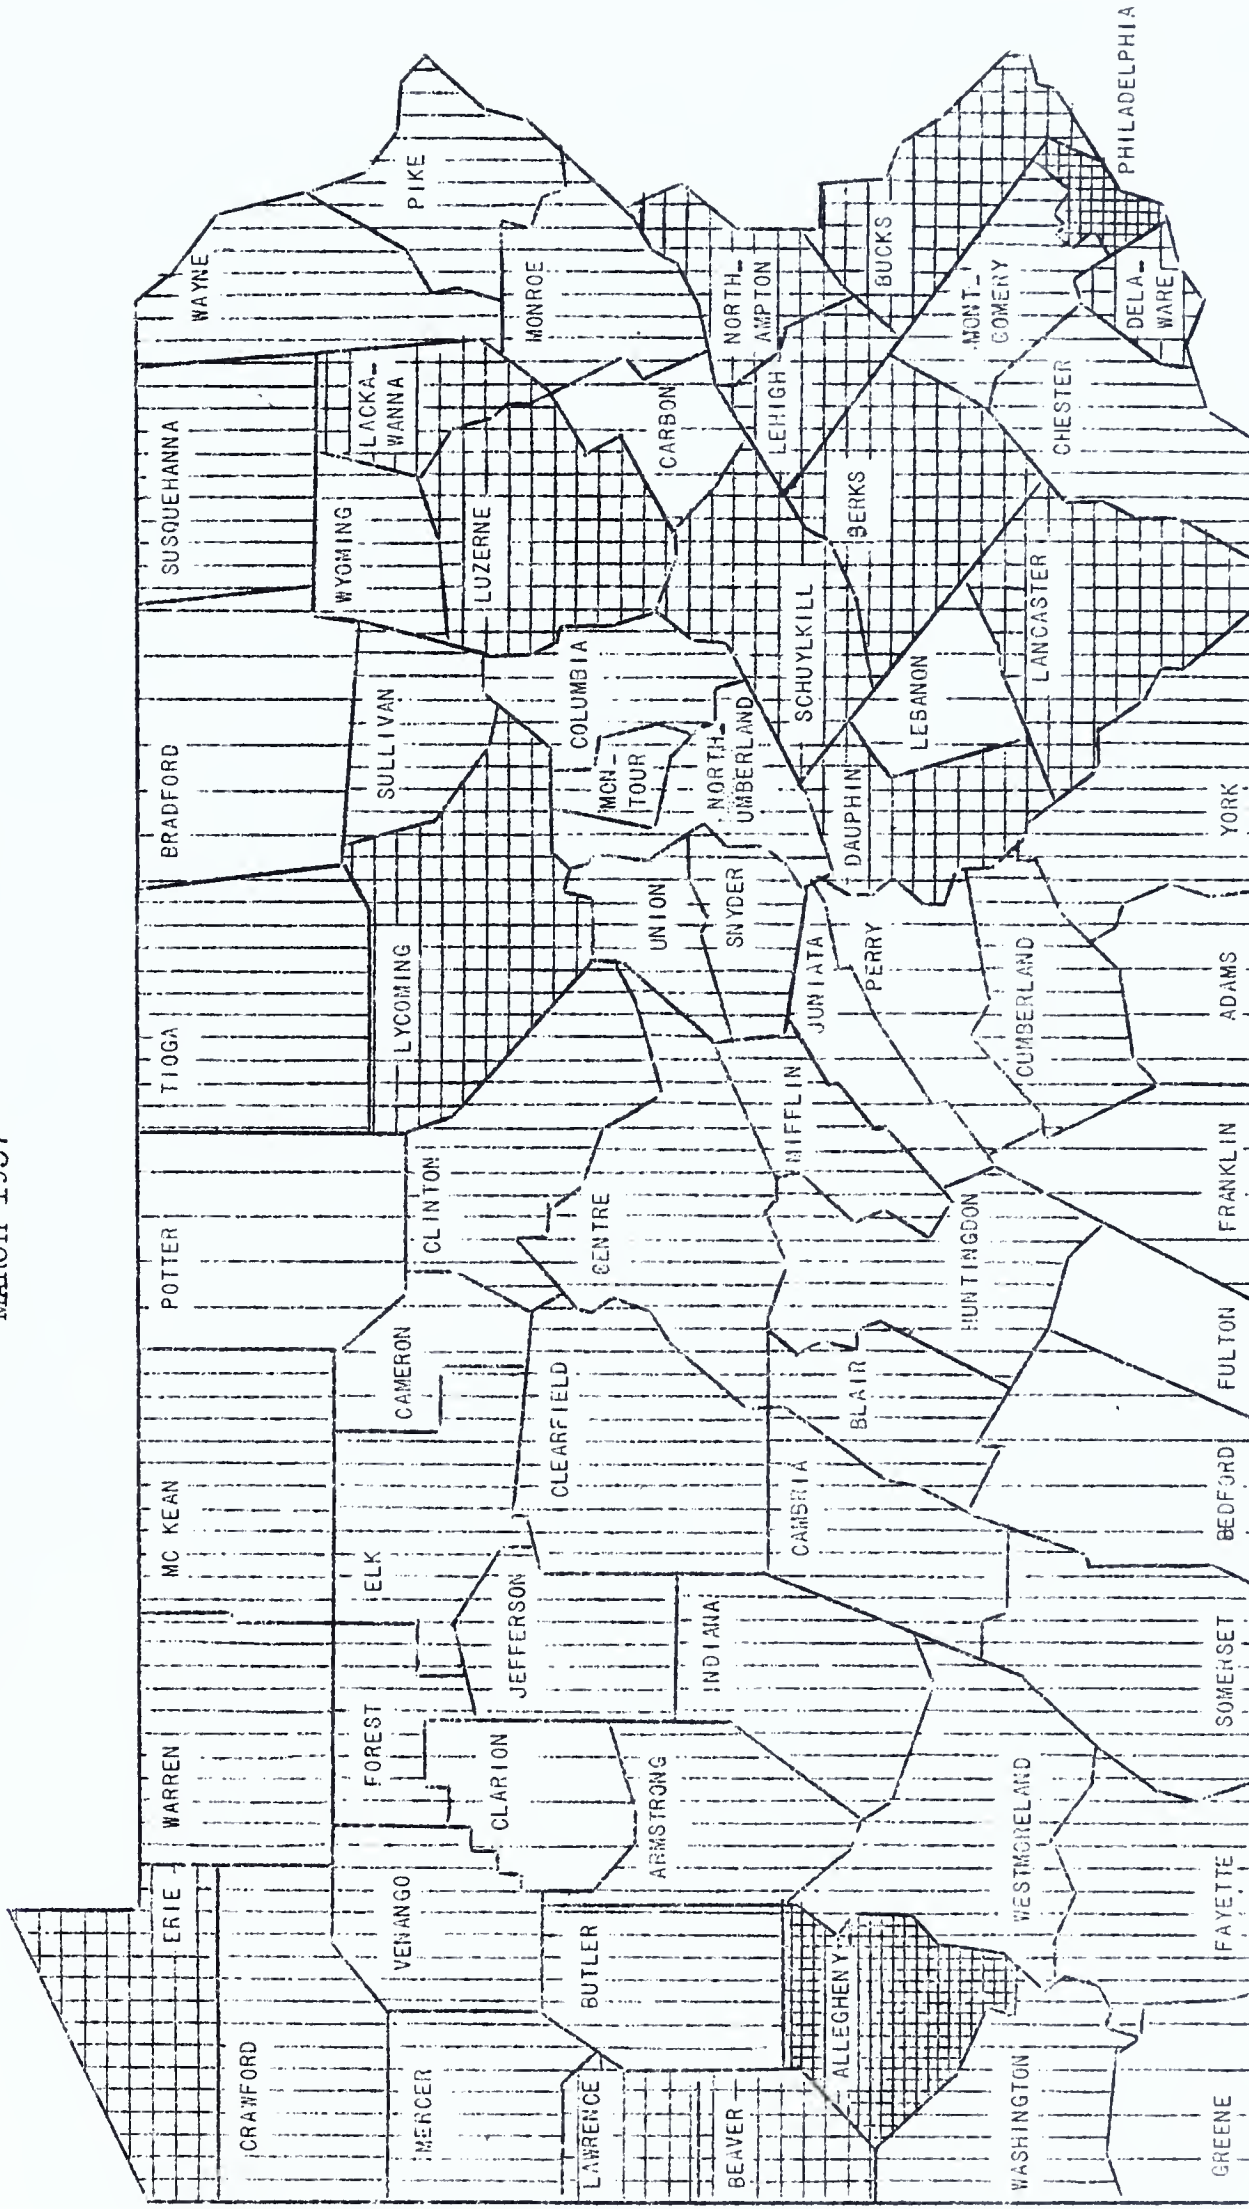 WAYNE
PIKE
SUSQUEHANNA
LACKA-
WANNA
WYOMING
MONROE
BRADFORD
SULLIVAN
LUZERNE
CARBON
NORTH-
AMPTON
LEHIGH
BUCKS
MONT-
GOMERY
DELA-
WARE
PHILADELPHIA
CHESTER
BERKS
SCHUYLKILL
COLUMBIA
MON-
TOUR
NORTH-
UMBERLAND
LEBANON
LANCASTER
DAUPHIN
YORK
TIOGA
LYCOMING
UNION
SNYDER
JUNIATA
PERRY
CUMBERLAND
ADAMS
POTTER
CLINTON
CENTRE
MIFFLIN
HUNTINGDON
FRANKLIN
FULTON
CAMERON
CLEARFIELD
BLAIR
CAMBRIA
BEDFORD
MC KEAN
ELK
JEFFERSON
INDIANA
SOMERSET
WARREN
FOREST
CLARION
ARMSTRONG
WESTMORELAND
FAYETTE
ERIE
CRAWFORD
VENANGO
MERCER
BUTLER
LAWRENCE
BEAVER
ALLEGHENY
WASHINGTON
GREENE